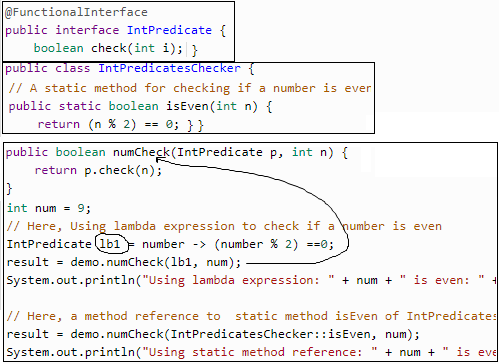 @FunctionalInterface
public interface IntPredicate {
boolean check(int i); }
public class IntPredicatesChecker {
// A static method for checking if a number is even
public static boolean isEven(int n) {
return (n % 2) == 0; } }
public boolean numCheck(IntPredicate p, int n) {
return p.check(n);
}
int num = 9;
// Here, Using lambda expression to check if a number is even
IntPredicate lb1 = number -> (number % 2) ==0;
result = demo.numCheck(lb1, num);
System.out.println("Using lambda expression: " + num + " is even: " +
// Here, a method reference to static method isEven of IntPredicates
result = demo.numCheck(IntPredicatesChecker::isEven, num);
System.out.println("Using static method reference: " + num + " is